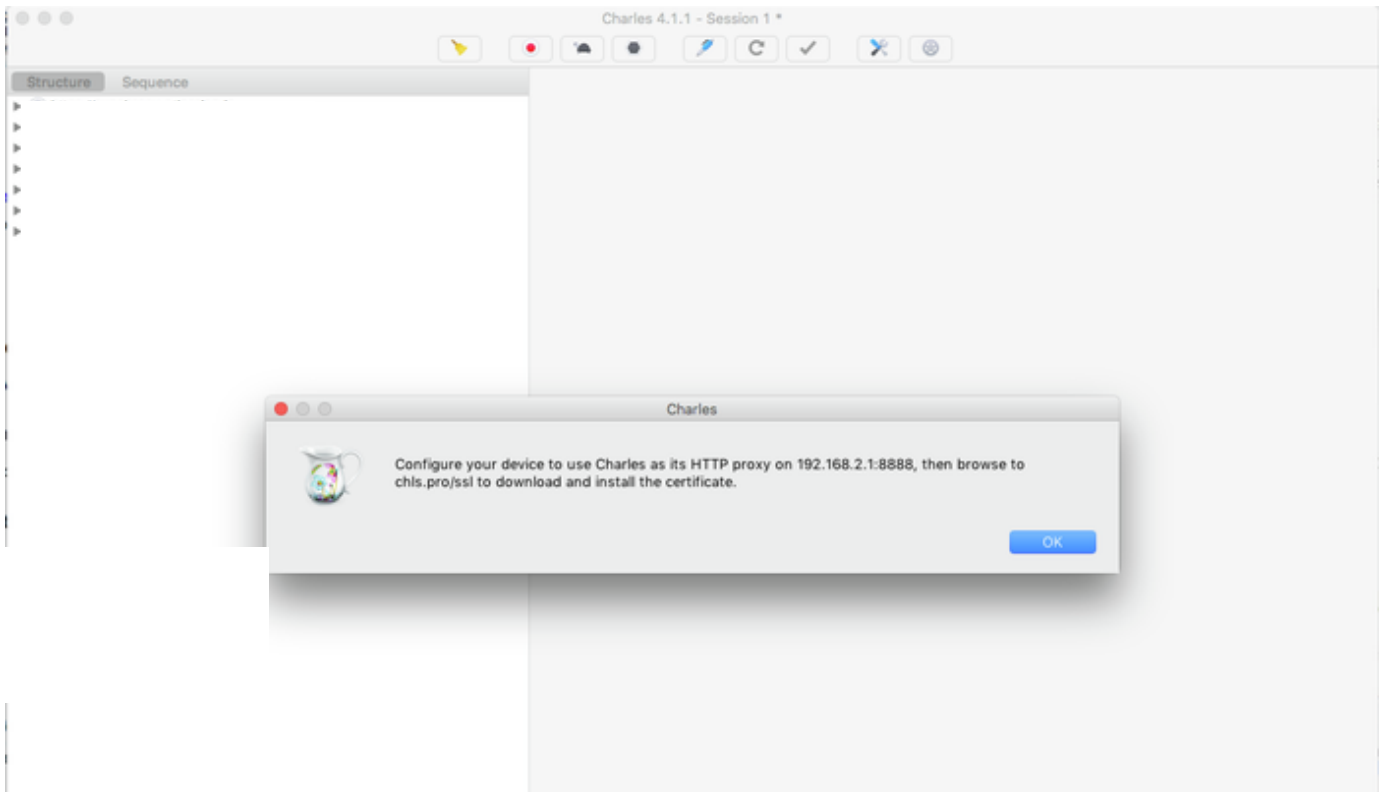 Charles 4.1.1 - Session 1 *
Structure
Sequence
Charles
Configure your device to use Charles as its HTTP proxy on 192.168.2.1:8888, then browse to
chls.pro/ssl to download and install the certificate.
OK